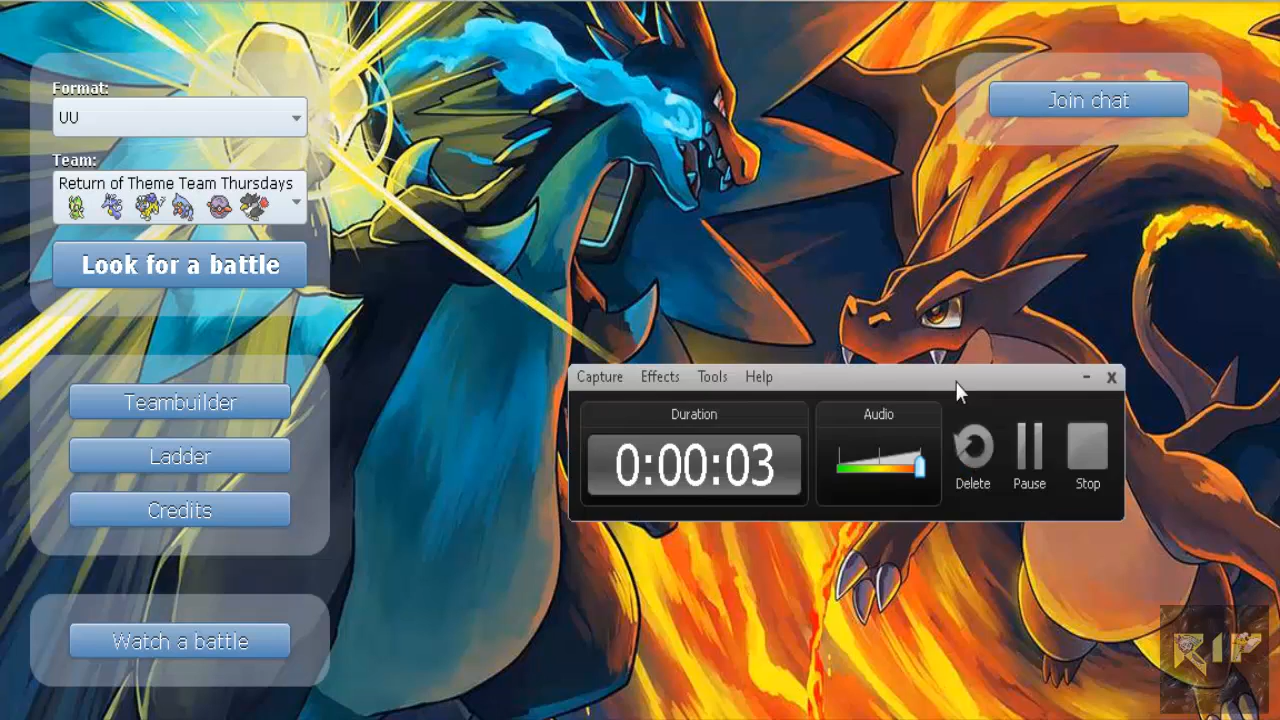 Format:
UU
Team:
Return of Theme Team Thursdays
Look for a battle
Teambuilder
Ladder
Credits
Watch a battle
Join chat
Capture Effects Tools Help
Duration
0:00:03
Audio
Delete Pause Stop
RIP